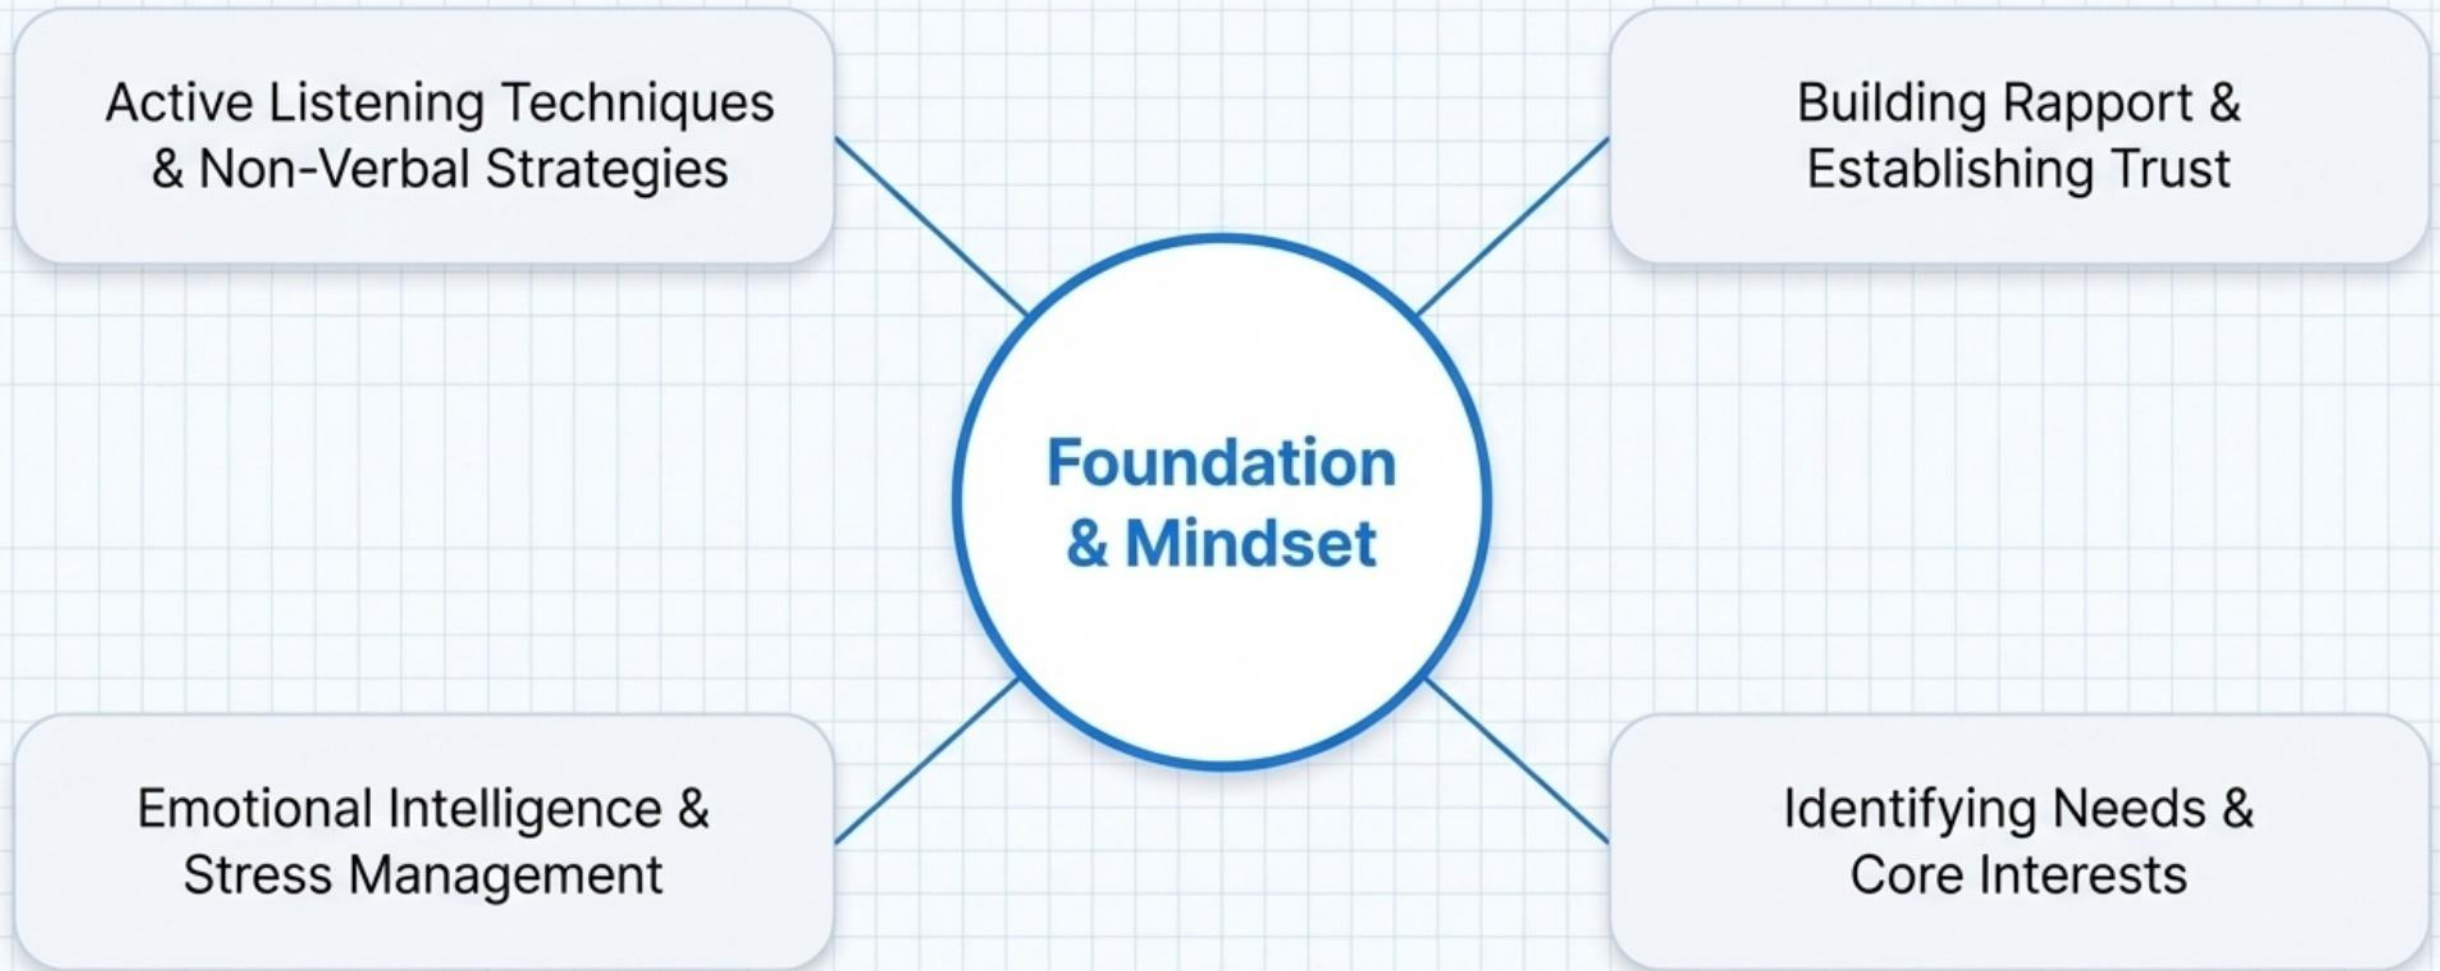 Active Listening Techniques
& Non-Verbal Strategies
Building Rapport &
Establishing Trust
Foundation
& Mindset
Emotional Intelligence &
Stress Management
Identifying Needs &
Core Interests